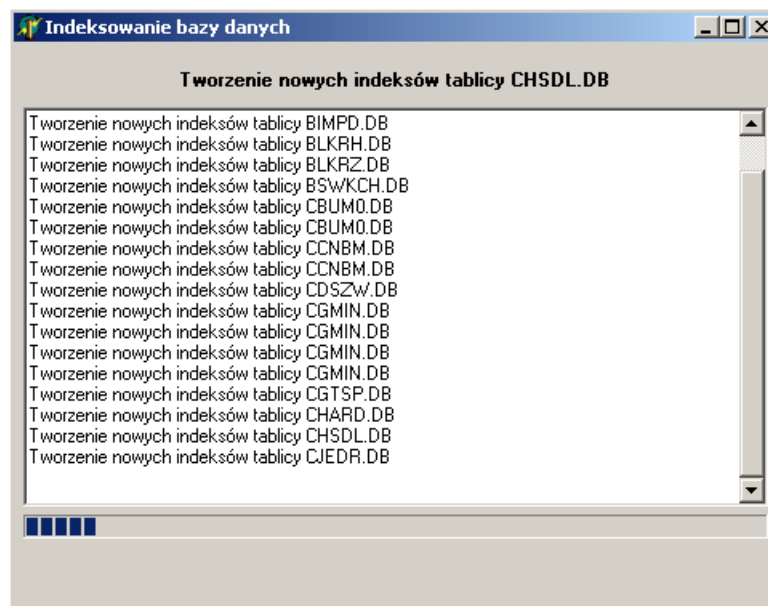 Indeksowanie bazy danych
Tworzenie nowych indeksów tablicy CHSDL.DB
Tworzenie nowych indeksów tablicy BIMPD.DB
Tworzenie nowych indeksów tablicy BLKRH.DB
Tworzenie nowych indeksów tablicy BLKRZ.DB
Tworzenie nowych indeksów tablicy BSWKCH.DB
Tworzenie nowych indeksów tablicy CBUM0.DB
Tworzenie nowych indeksów tablicy CBUM0.DB
Tworzenie nowych indeksów tablicy CCNBM.DB
Tworzenie nowych indeksów tablicy CCNBM.DB
Tworzenie nowych indeksów tablicy CDSZW.DB
Tworzenie nowych indeksów tablicy CGMIN.DB
Tworzenie nowych indeksów tablicy CGMIN.DB
Tworzenie nowych indeksów tablicy CGMIN.DB
Tworzenie nowych indeksów tablicy CGMIN.DB
Tworzenie nowych indeksów tablicy CGTSP.DB
Tworzenie nowych indeksów tablicy CHARD.DB
Tworzenie nowych indeksów tablicy CHSDL.DB
Tworzenie nowych indeksów tablicy CJEDR.DB